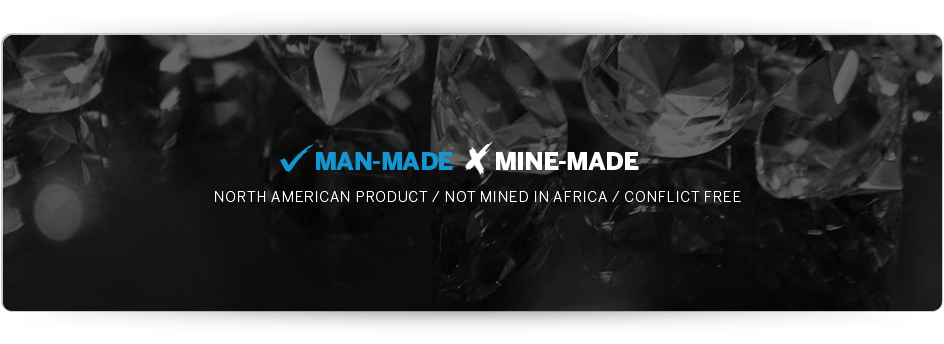 ✓ MAN-MADE ✗ MINE-MADE
NORTH AMERICAN PRODUCT / NOT MINED IN AFRICA / CONFLICT FREE